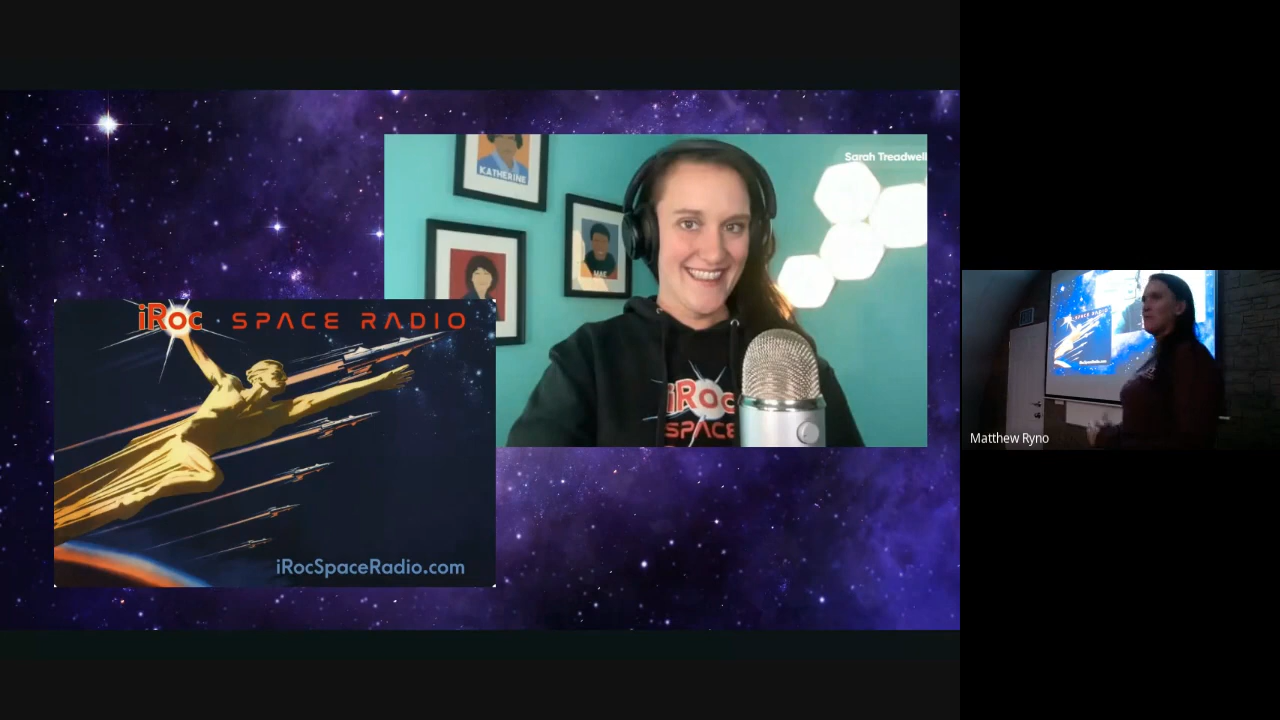 Sarah Treadwell
KATHERINE
MAE
iRoc SPACE RADIO
iRoc
SPACE
iRocSpaceRadio.com
Matthew Ryno